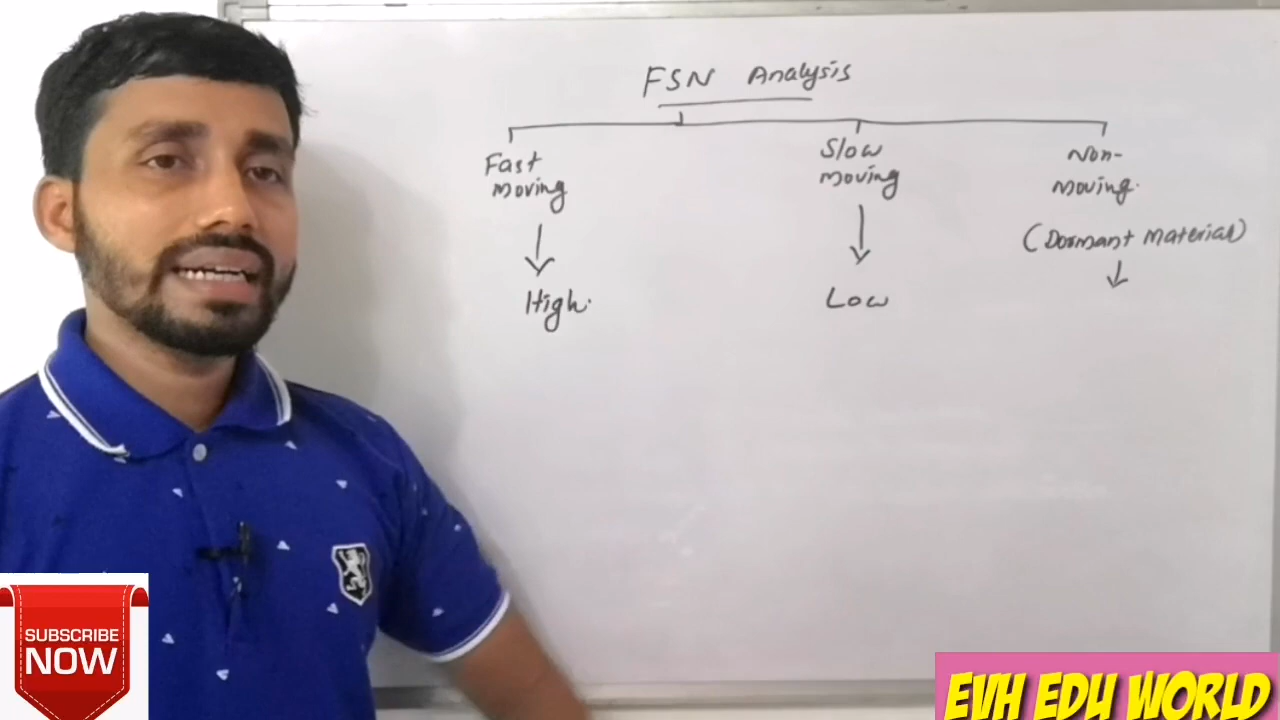 FSN Analysis
Fast
moving
Slow
moving
Non-
moving.
(Dormant Material)
High.
Low
SUBSCRIBE
NOW
EVH EDU WORLD